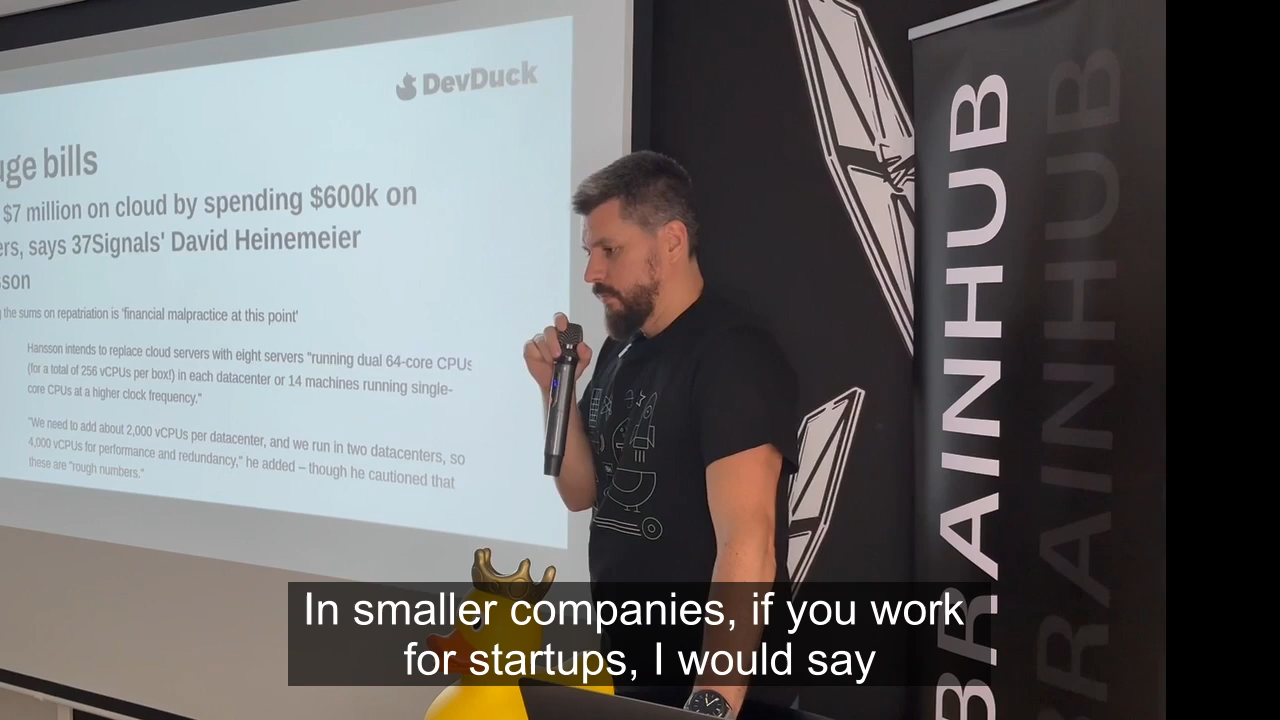 DevDuck
uge bills
$7 million on cloud by spending $600k on
ers, says 37Signals' David Heinemeier
sson
the sums on repatriation is 'financial malpractice at this point'
Hansson intends to replace cloud servers with eight servers "running dual 64-core CPUs
(for a total of 256 vCPUs per box!) in each datacenter or 14 machines running single-
core CPUs at a higher clock frequency."
"We need to add about 2,000 vCPUs per datacenter, and we run in two datacenters, so
4,000 vCPUs for performance and redundancy," he added – though he cautioned that
these are "rough numbers."
BRAINHUB
BRAINHUB
In smaller companies, if you work
for startups, I would say